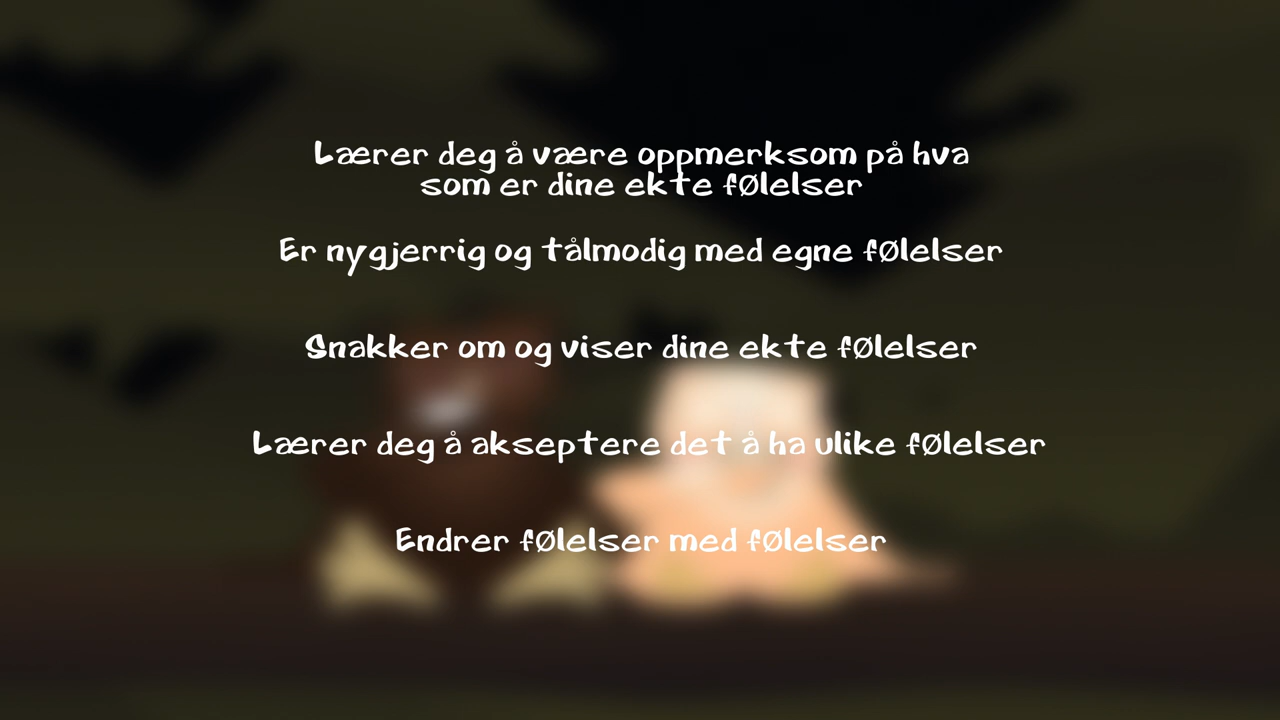 Lærer deg å være oppmerksom på hva
som er dine ekte følelser
Er nygjerrig og tålmodig med egne følelser
Snakker om og viser dine ekte følelser
Lærer deg å akseptere det å ha ulike følelser
Endrer følelser med følelser